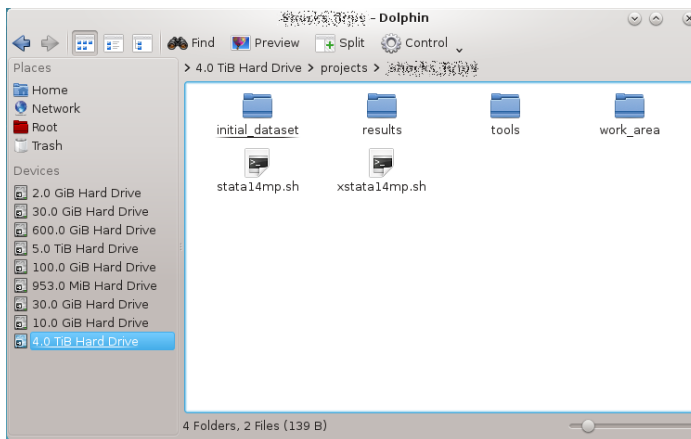 - Dolphin
Find Preview Split Control
Places
> 4.0 TiB Hard Drive > projects >
Home
Network
Root
Trash
Devices
2.0 GiB Hard Drive
30.0 GiB Hard Drive
600.0 GiB Hard Drive
5.0 TiB Hard Drive
100.0 GiB Hard Drive
953.0 MiB Hard Drive
30.0 GiB Hard Drive
10.0 GiB Hard Drive
4.0 TiB Hard Drive
initial_dataset results tools work_area
stata14mp.sh xstata14mp.sh
4 Folders, 2 Files (139 B)